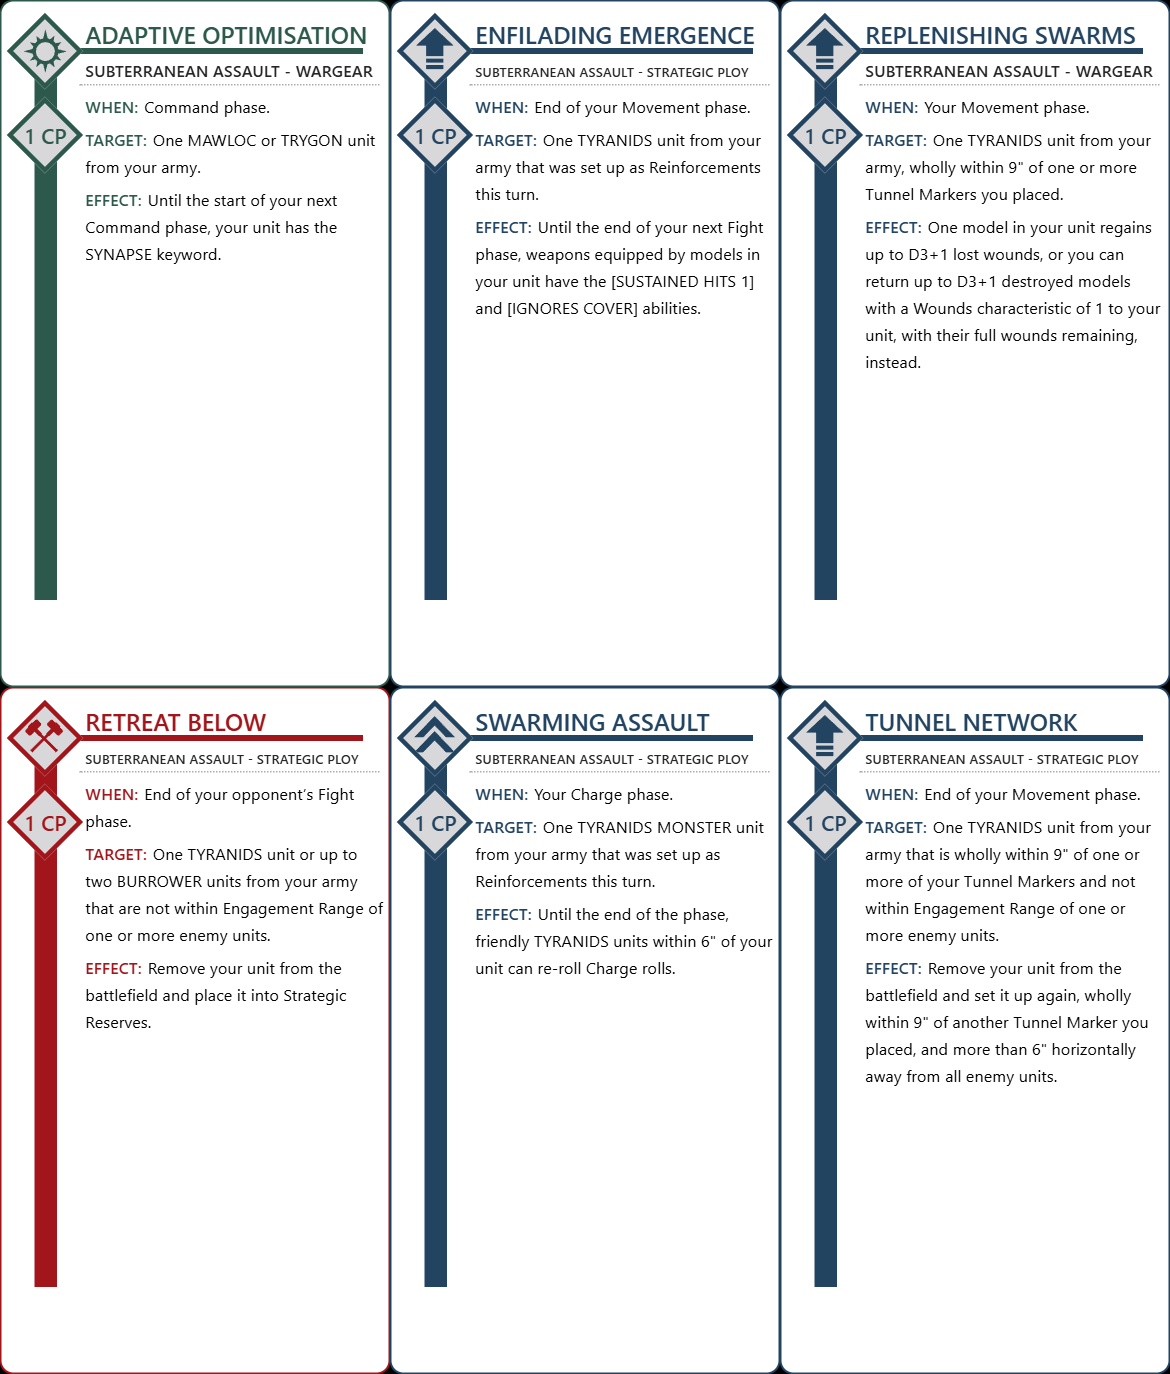 ADAPTIVE OPTIMISATION
SUBTERRANEAN ASSAULT - WARGEAR
WHEN: Command phase.
1 CP
TARGET: One MAWLOC or TRYGON unit
from your army.
EFFECT: Until the start of your next
Command phase, your unit has the
SYNAPSE keyword.
ENFILADING EMERGENCE
SUBTERRANEAN ASSAULT - STRATEGIC PLOY
WHEN: End of your Movement phase.
1 CP
TARGET: One TYRANIDS unit from your
army that was set up as Reinforcements
this turn.
EFFECT: Until the end of your next Fight
phase, weapons equipped by models in
your unit have the [SUSTAINED HITS 1]
and [IGNORES COVER] abilities.
REPLENISHING SWARMS
SUBTERRANEAN ASSAULT - WARGEAR
WHEN: Your Movement phase.
1 CP
TARGET: One TYRANIDS unit from your
army, wholly within 9" of one or more
Tunnel Markers you placed.
EFFECT: One model in your unit regains
up to D3+1 lost wounds, or you can
return up to D3+1 destroyed models
with a Wounds characteristic of 1 to your
unit, with their full wounds remaining,
instead.
RETREAT BELOW
SUBTERRANEAN ASSAULT - STRATEGIC PLOY
WHEN: End of your opponent's Fight
phase.
1 CP
TARGET: One TYRANIDS unit or up to
two BURROWER units from your army
that are not within Engagement Range of
one or more enemy units.
EFFECT: Remove your unit from the
battlefield and place it into Strategic
Reserves.
SWARMING ASSAULT
SUBTERRANEAN ASSAULT - STRATEGIC PLOY
WHEN: Your Charge phase.
1 CP
TARGET: One TYRANIDS MONSTER unit
from your army that was set up as
Reinforcements this turn.
EFFECT: Until the end of the phase,
friendly TYRANIDS units within 6" of your
unit can re-roll Charge rolls.
TUNNEL NETWORK
SUBTERRANEAN ASSAULT - STRATEGIC PLOY
WHEN: End of your Movement phase.
1 CP
TARGET: One TYRANIDS unit from your
army that is wholly within 9" of one or
more of your Tunnel Markers and not
within Engagement Range of one or
more enemy units.
EFFECT: Remove your unit from the
battlefield and set it up again, wholly
within 9" of another Tunnel Marker you
placed, and more than 6" horizontally
away from all enemy units.